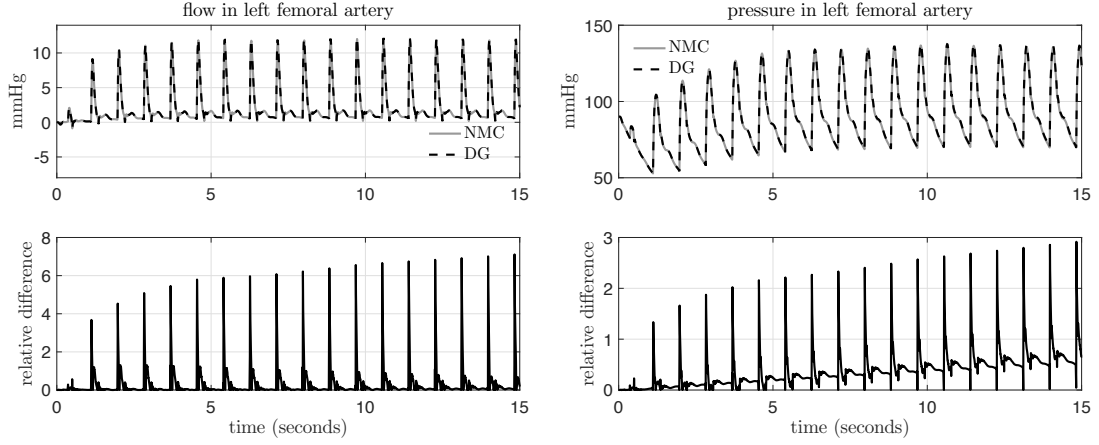 flow in left femoral artery
mmHg
10
5
0
-5
NMC
DG
0
5
10
15
pressure in left femoral artery
mmHg
150
100
50
NMC
DG
0
5
10
15
relative difference
8
6
4
2
0
0
5
10
15
time (seconds)
relative difference
3
2
1
0
0
5
10
15
time (seconds)